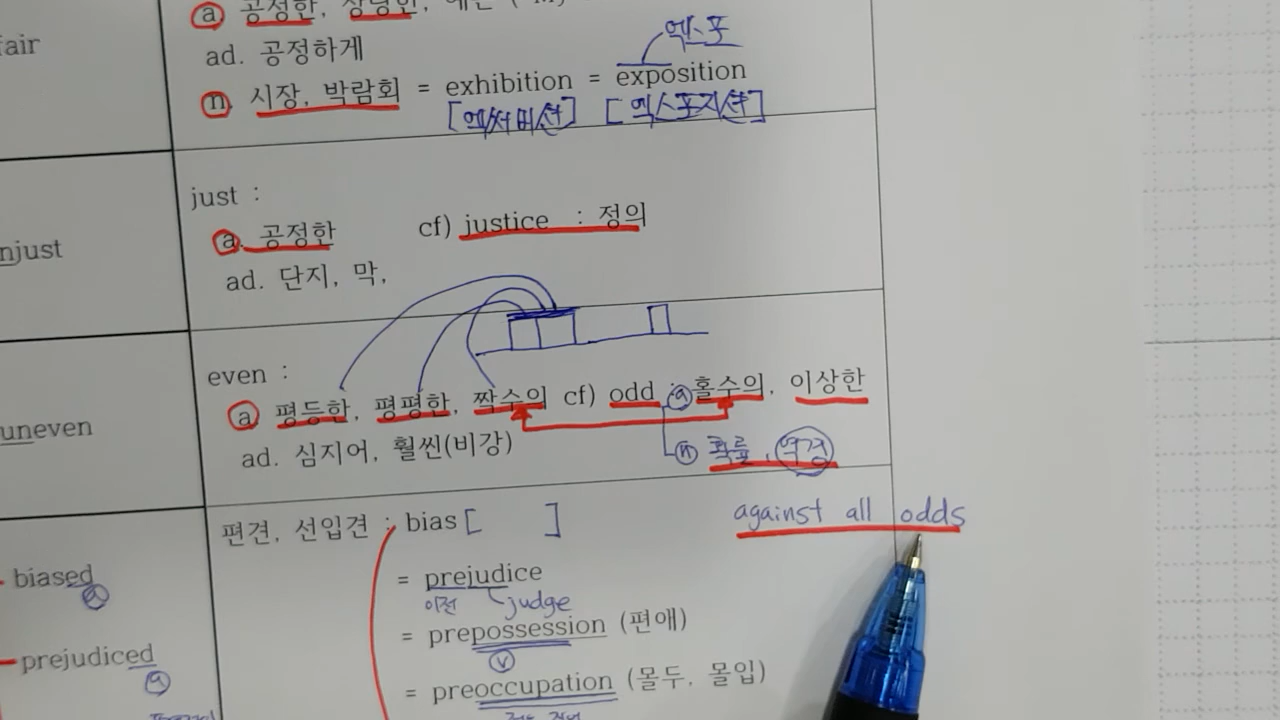 ⓐ 공정한, 상냥한,
fair
ad. 공정하게
엑스포
ⓝ 시장, 박람회 = exhibition = exposition
[엑서비션] [엑스포지션]
just :
njust
a. 공정한 cf) justice : 정의
ad. 단지, 막,
even :
uneven
ⓐ 평등한, 평평한, 짝수의 cf) odd : ⓐ 홀수의, 이상한
ad. 심지어, 훨씬(비강)
ⓝ 확률, 역경
편견, 선입견 : bias [ ]
against all odds
biased
ⓐ
= prejudice
이전 judge
prejudiced
ⓐ
= prepossession (편애)
ⓥ
= preoccupation (몰두, 몰입)